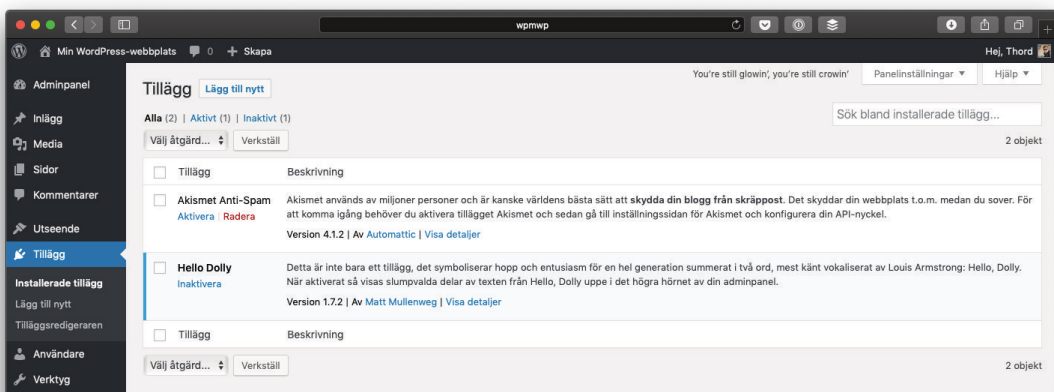 wpmwp
Min WordPress-webbplats 0 + Skapa Hej, Thord
Adminpanel
Inlägg
Media
Sidor
Kommentarer
Utseende
Tillägg
Installerade tillägg
Lägg till nytt
Tilläggsredigeraren
Användare
Verktyg
You're still glowin', you're still crowin' Panelinställningar Hjälp
Tillägg Lägg till nytt
Alla (2) | Aktivt (1) | Inaktivt (1)
Sök bland installerade tillägg...
Välj åtgärd... Verkställ 2 objekt
Tillägg Beskrivning
Akismet Anti-Spam
Aktivera | Radera
Akismet används av miljoner personer och är kanske världens bästa sätt att skydda din blogg från skräppost. Det skyddar din webbplats t.o.m. medan du sover. För
att komma igång behöver du aktivera tillägget Akismet och sedan gå till inställningssidan för Akismet och konfigurera din API-nyckel.
Version 4.1.2 | Av Automattic | Visa detaljer
Hello Dolly
Inaktivera
Detta är inte bara ett tillägg, det symboliserar hopp och entusiasm för en hel generation summerat i två ord, mest känt vokaliserat av Louis Armstrong: Hello, Dolly.
När aktiverat så visas slumpvalda delar av texten från Hello, Dolly uppe i det högra hörnet av din adminpanel.
Version 1.7.2 | Av Matt Mullenweg | Visa detaljer
Tillägg Beskrivning
Välj åtgärd... Verkställ 2 objekt